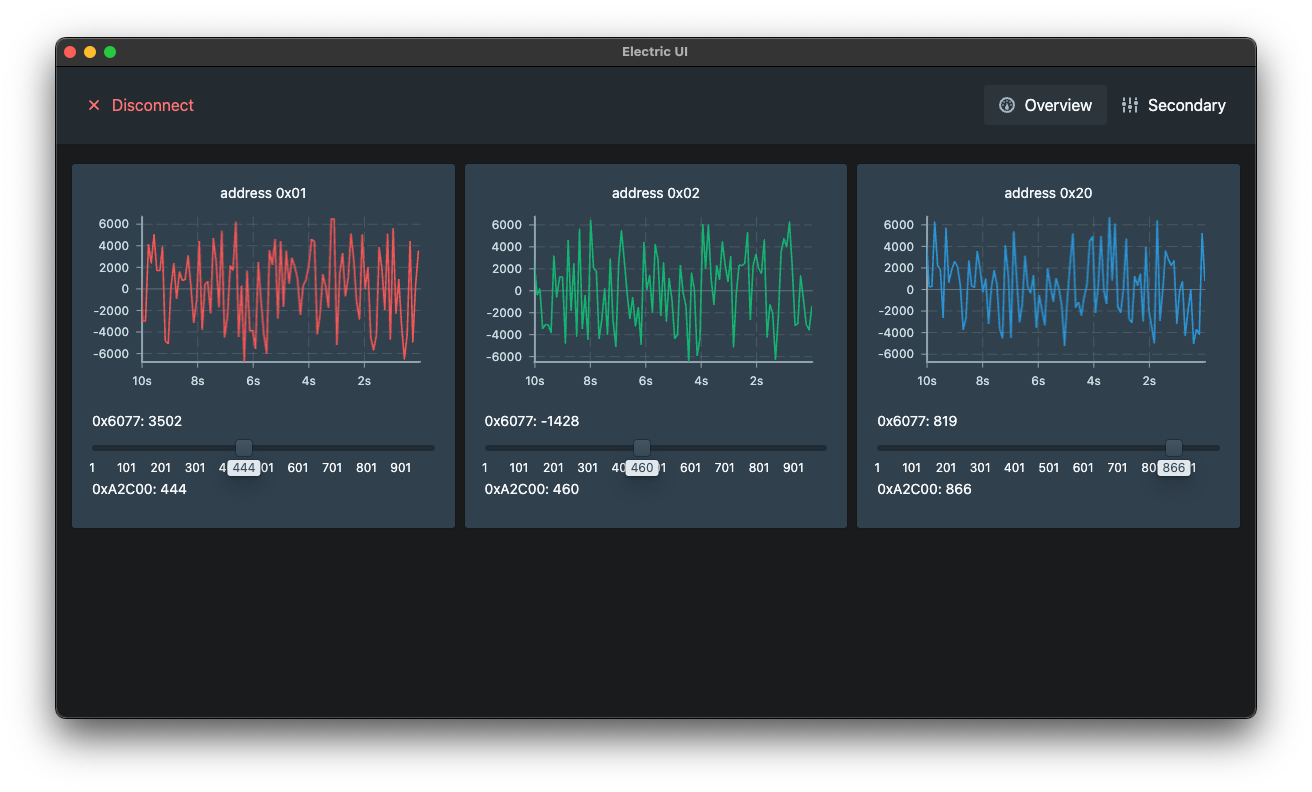 Electric UI
Disconnect
Overview
Secondary
address 0x01
6000
4000
2000
0
-2000
-4000
-6000
10s 8s 6s 4s 2s
0x6077: 3502
1 101 201 301 4 444 01 601 701 801 901
0xA2C00: 444
address 0x02
6000
4000
2000
0
-2000
-4000
-6000
10s 8s 6s 4s 2s
0x6077: -1428
1 101 201 301 40 460 1 601 701 801 901
0xA2C00: 460
address 0x20
6000
4000
2000
0
-2000
-4000
-6000
10s 8s 6s 4s 2s
0x6077: 819
1 101 201 301 401 501 601 701 80 866 1
0xA2C00: 866